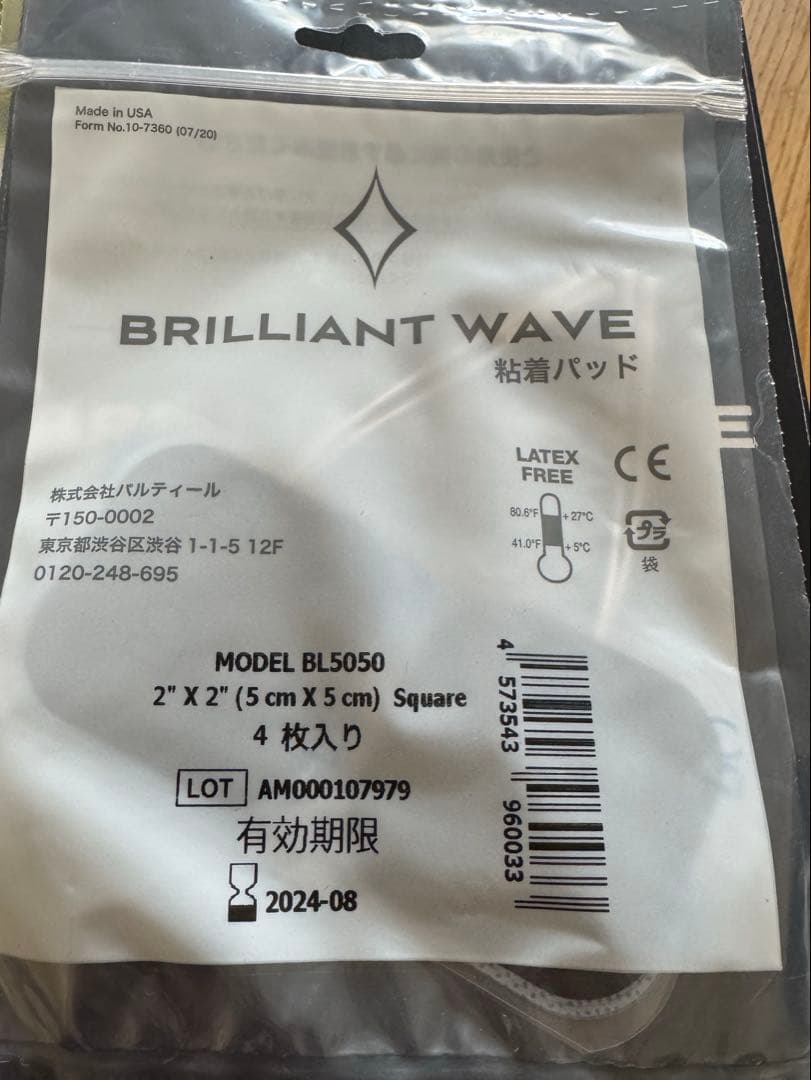 Made in USA
Form No.10-7360 (07/20)
BRILLIANT WAVE
粘着パッド
LATEX
FREE
CE
80.6°F +27°C
41.0°F +5°C
プラ
袋
株式会社バルティール
〒150-0002
東京都渋谷区渋谷 1-1-5 12F
0120-248-695
MODEL BL5050
2" X 2" (5 cm X 5 cm) Square
4 枚入り
LOT AM000107979
有効期限
2024-08
4 573543 960033